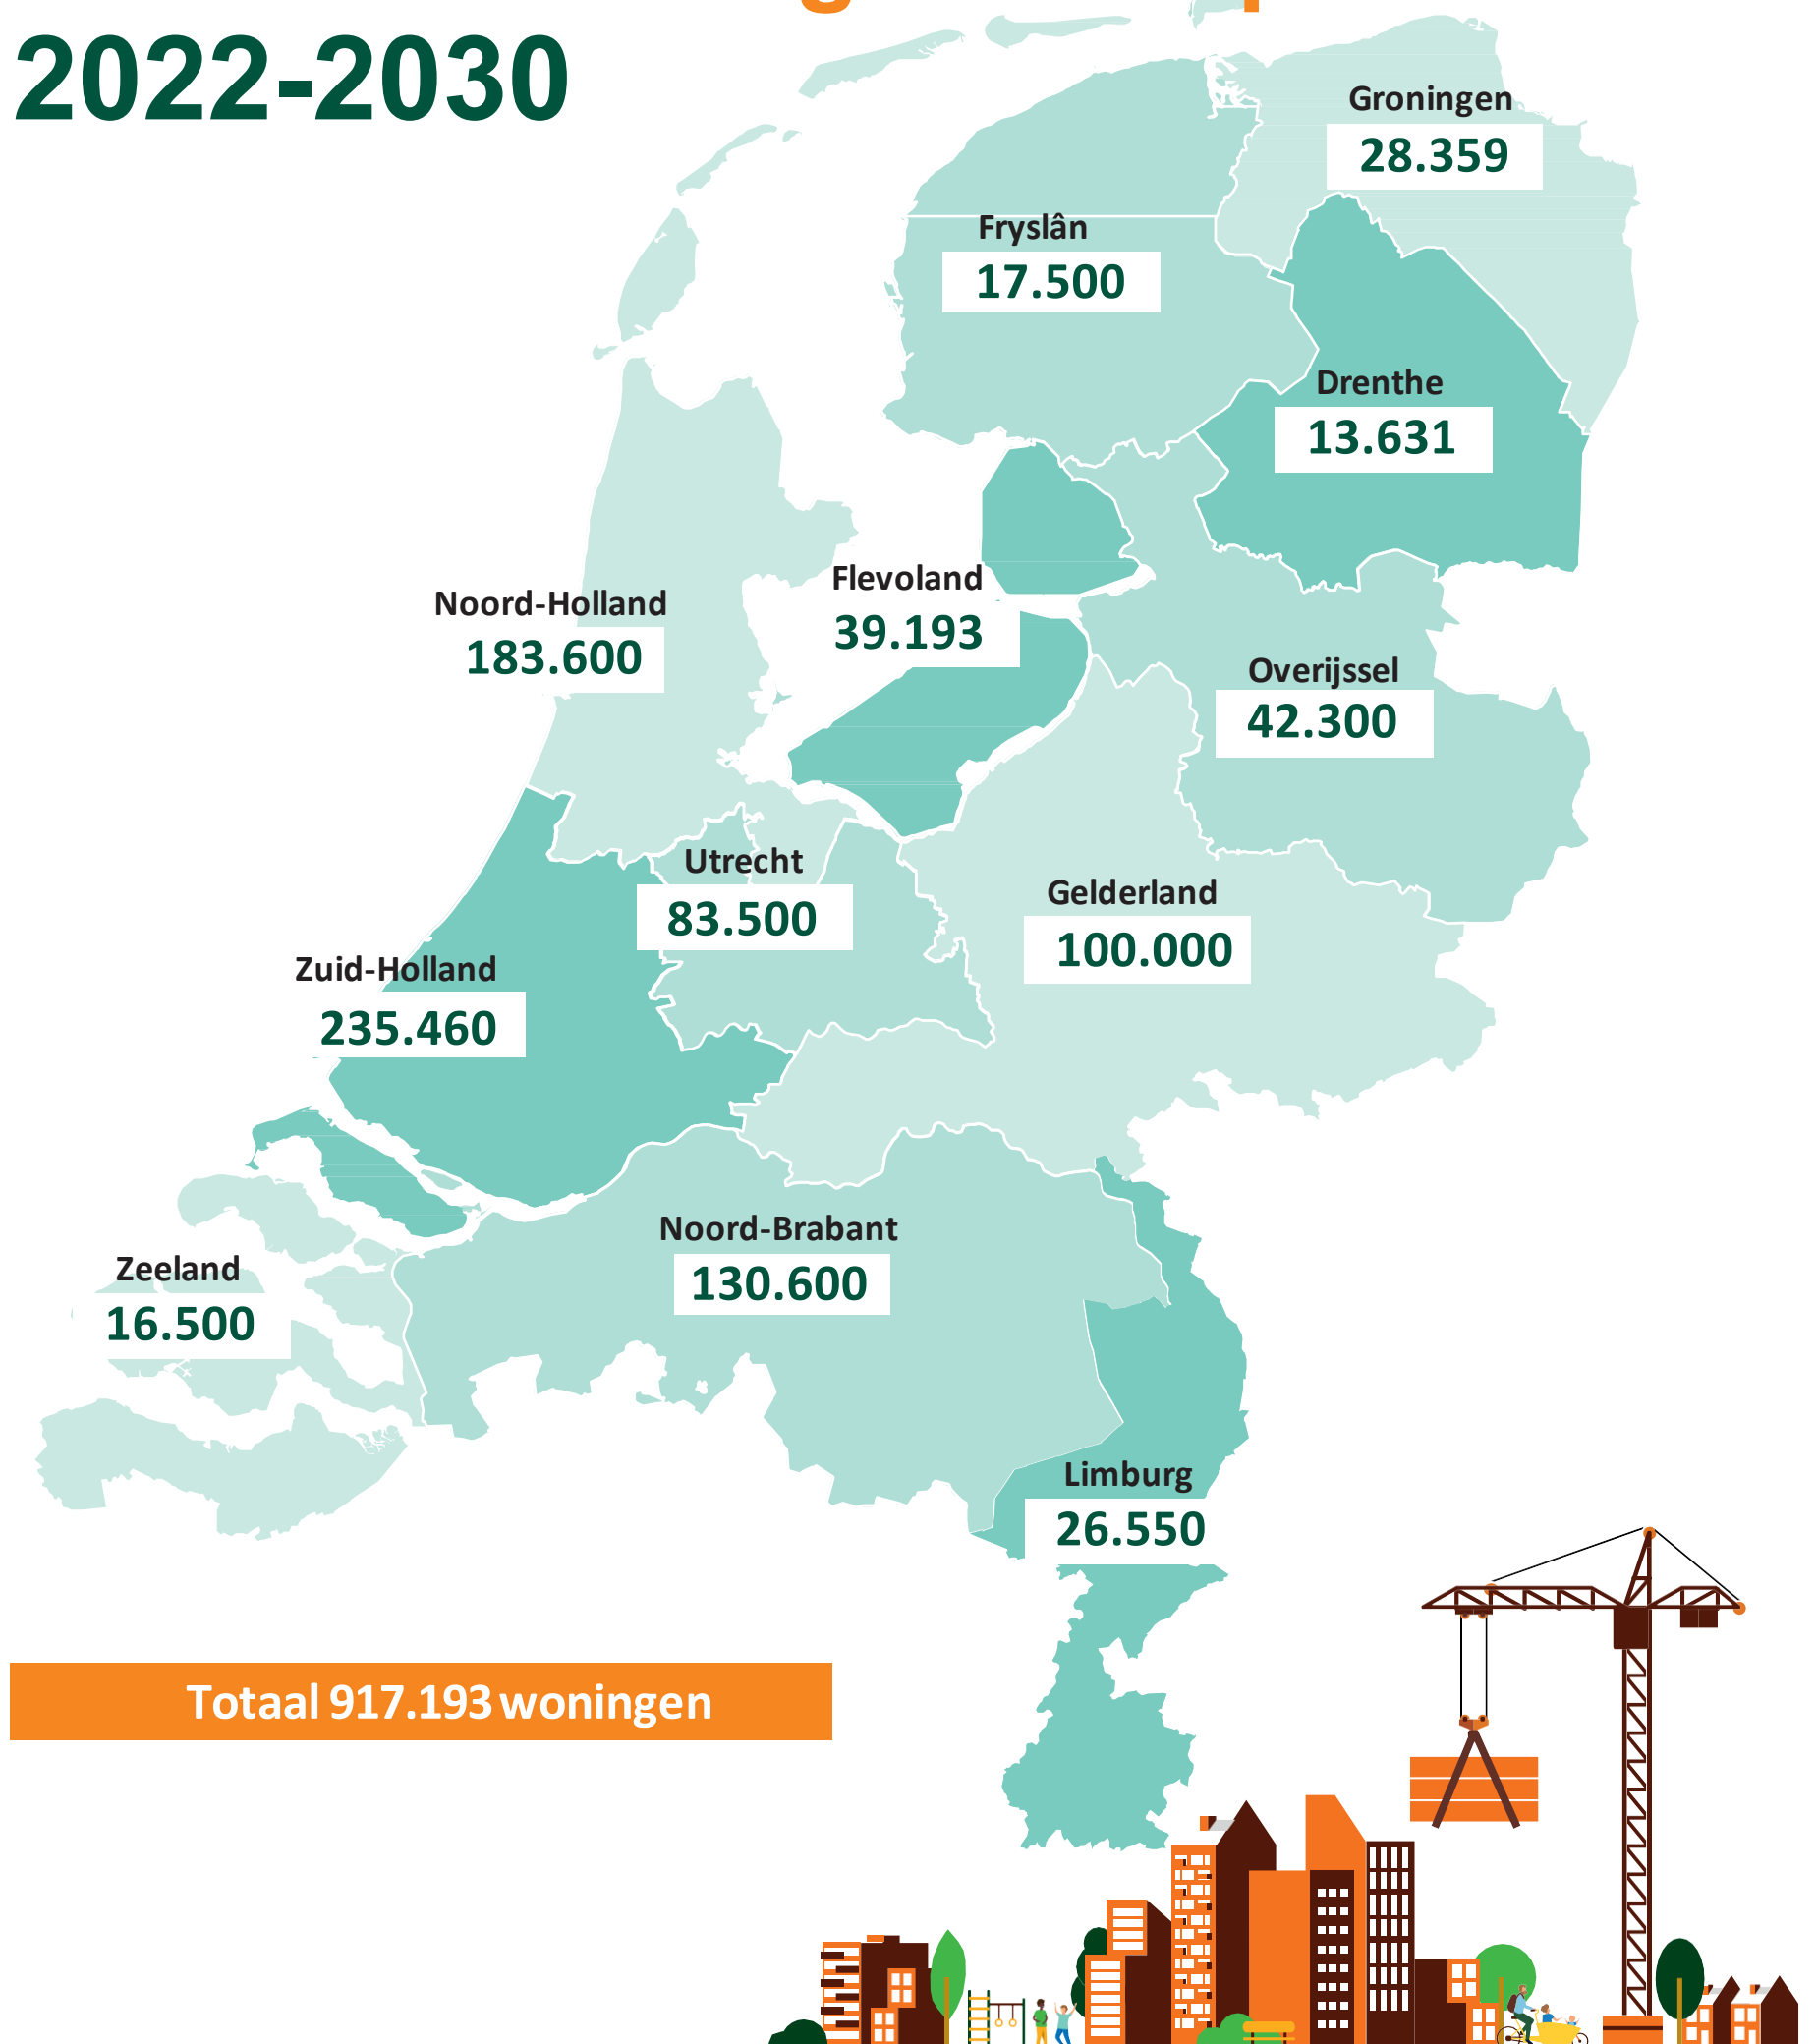 2022-2030
Groningen
28.359
Fryslân
17.500
Drenthe
13.631
Flevoland
39.193
Noord-Holland
183.600
Overijssel
42.300
Utrecht
83.500
Gelderland
100.000
Zuid-Holland
235.460
Noord-Brabant
130.600
Zeeland
16.500
Limburg
26.550
Totaal 917.193 woningen